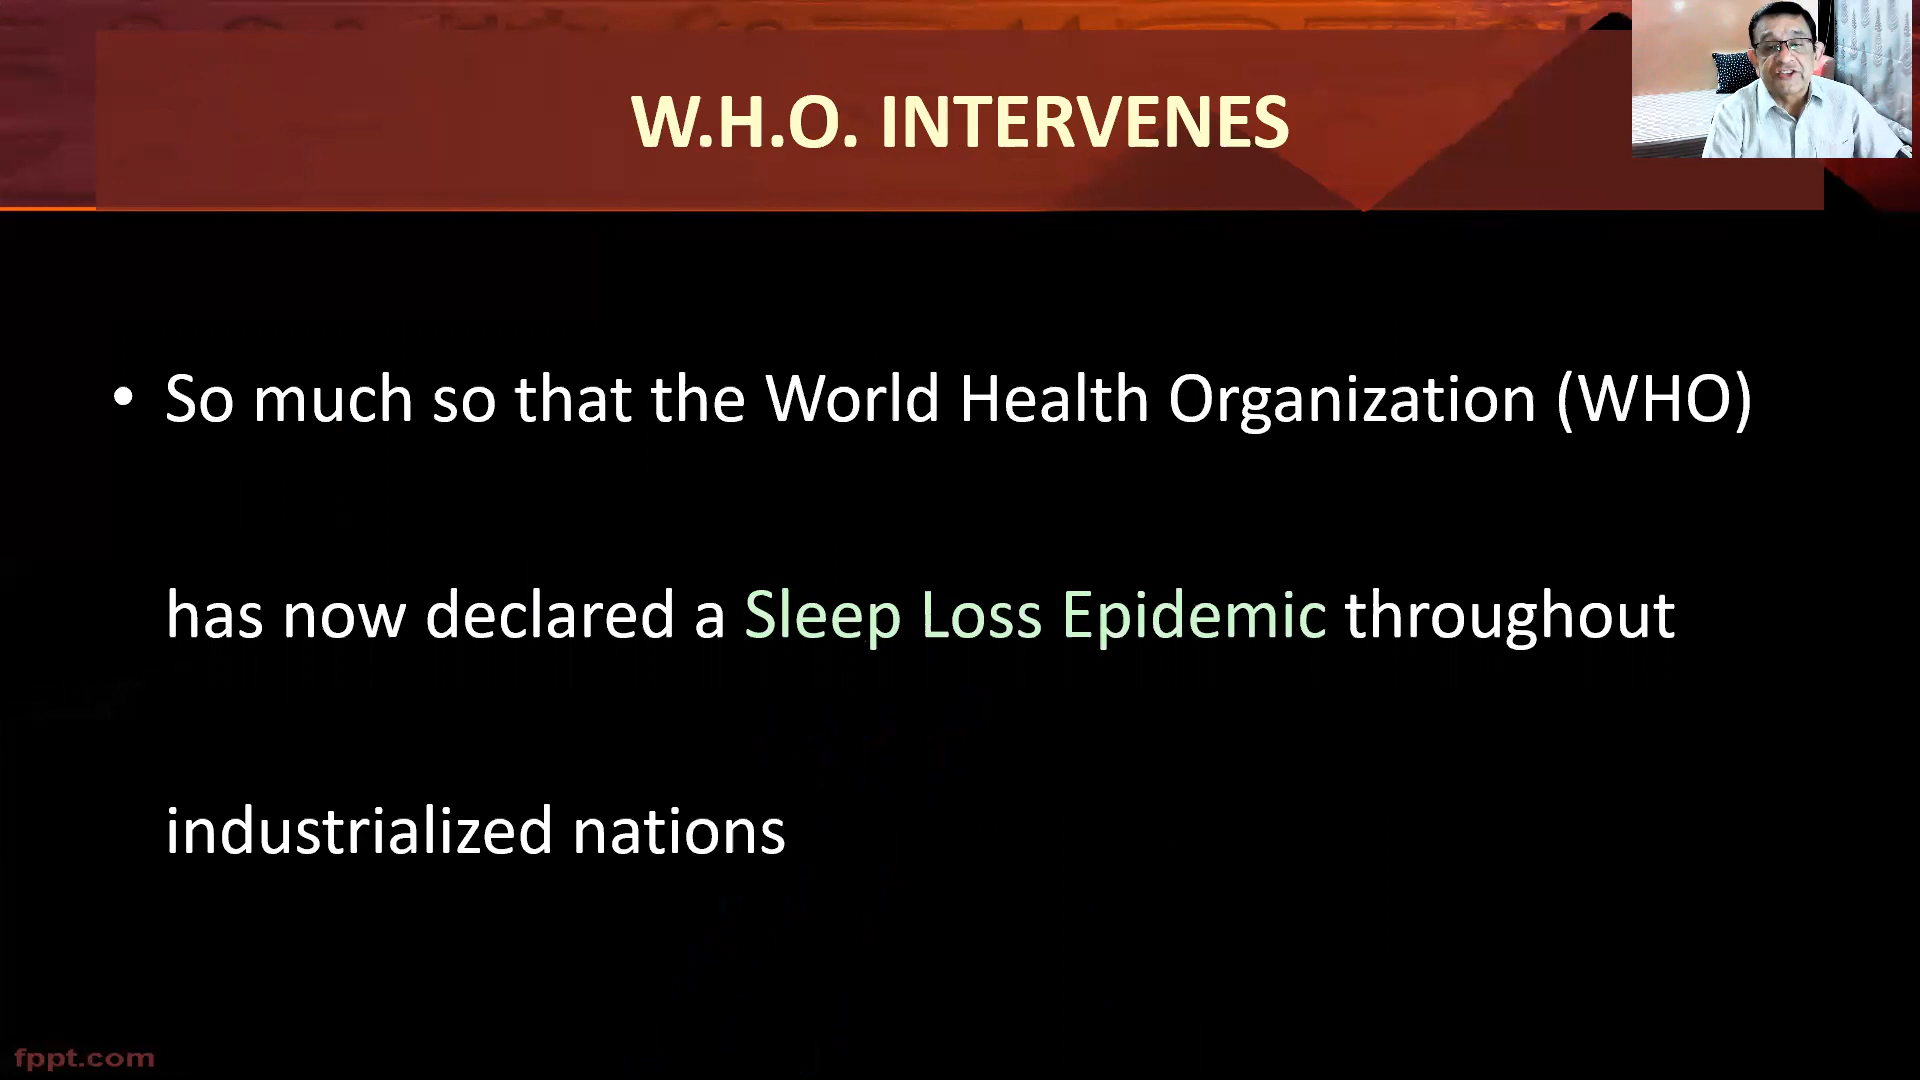 W.H.O. INTERVENES
• So much so that the World Health Organization (WHO)
has now declared a Sleep Loss Epidemic throughout
industrialized nations
fppt.com